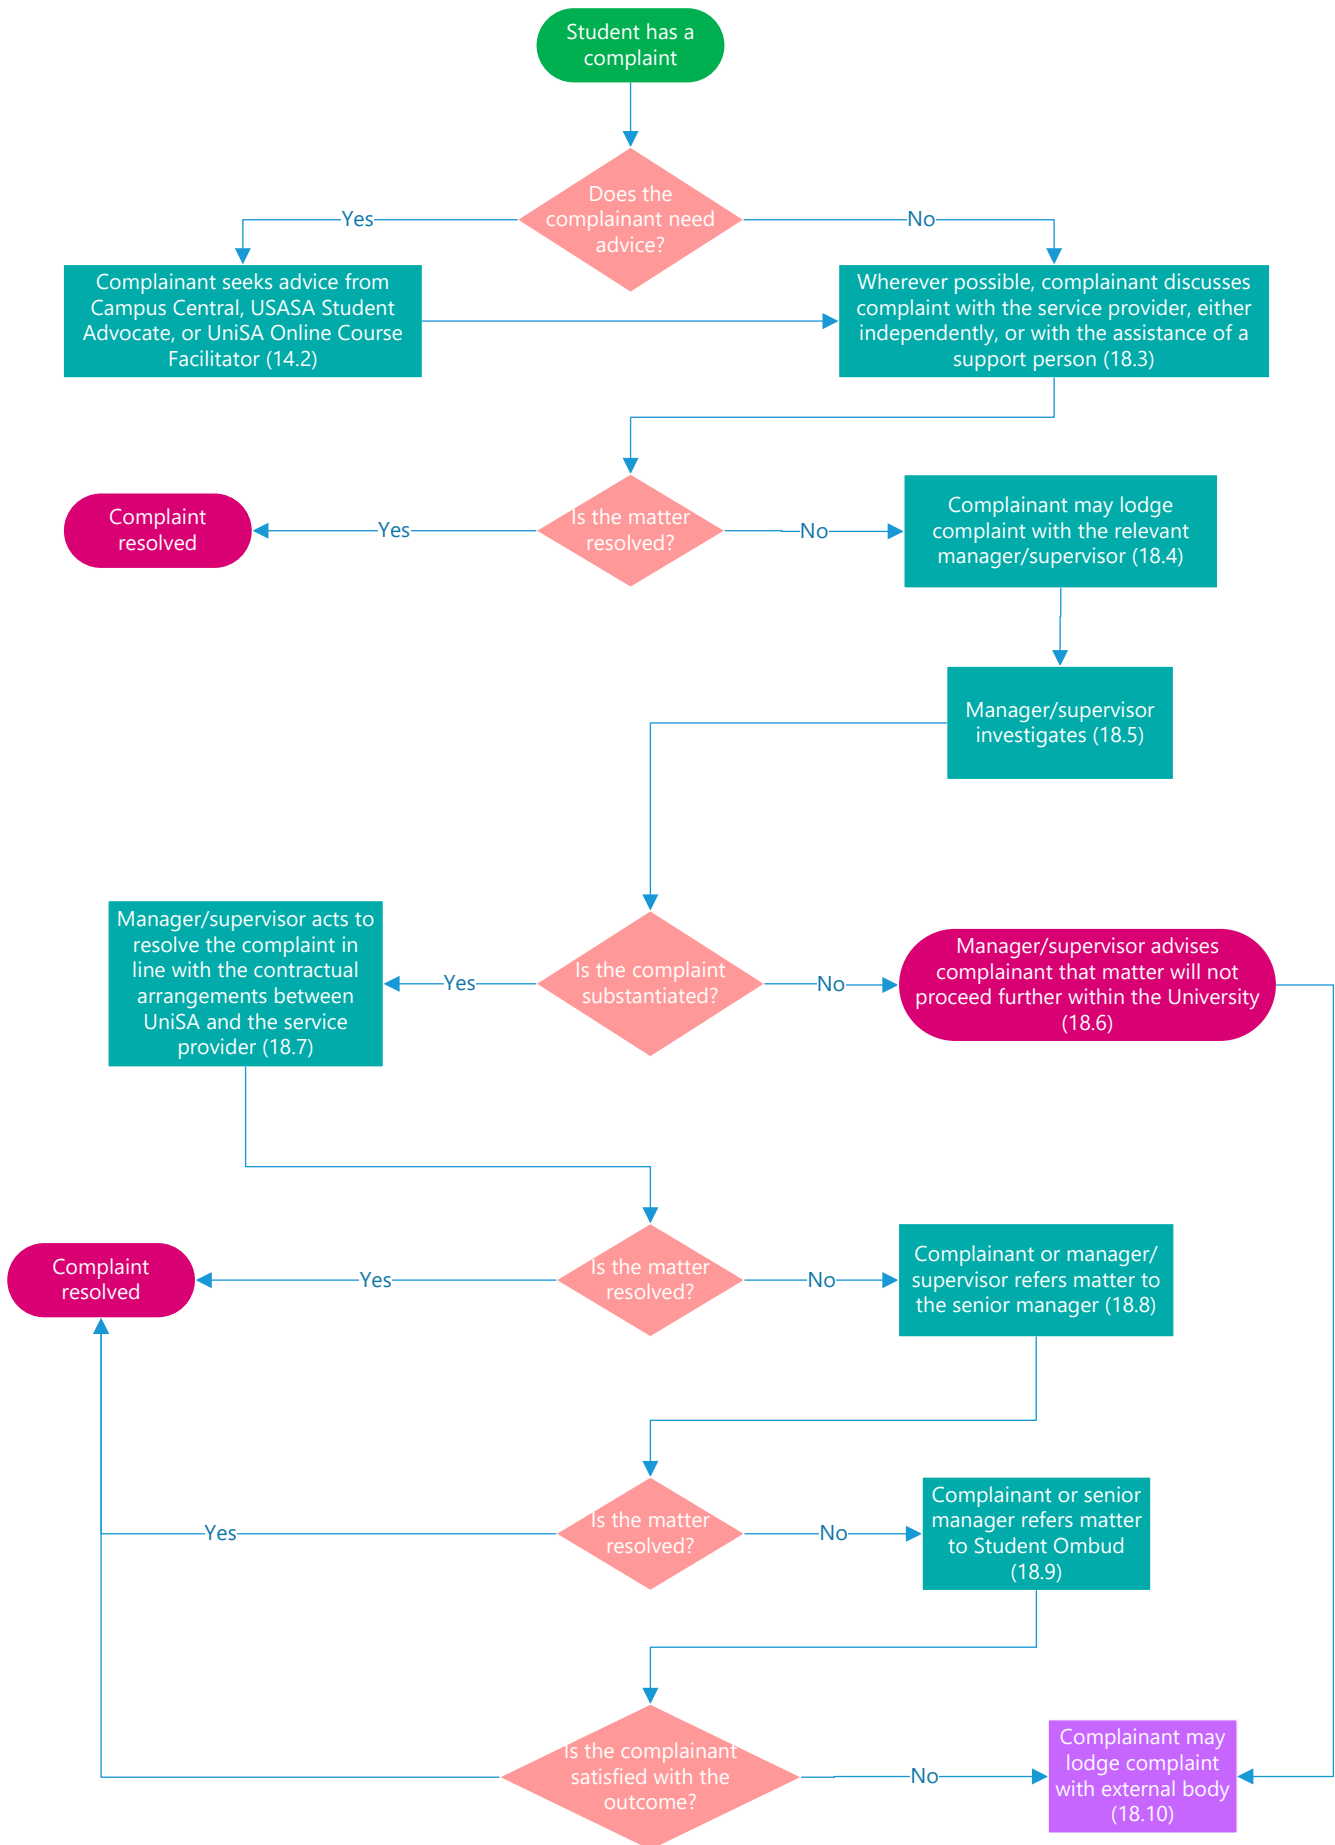 Student has a
complaint
Does the
complainant need
advice?
Yes
No
Complainant seeks advice from
Campus Central, USASA Student
Advocate, or UniSA Online Course
Facilitator (14.2)
Wherever possible, complainant discusses
complaint with the service provider, either
independently, or with the assistance of a
support person (18.3)
Complaint
resolved
Yes
Is the matter
resolved?
No
Complainant may lodge
complaint with the relevant
manager/supervisor (18.4)
Manager/supervisor
investigates (18.5)
Manager/supervisor acts to
resolve the complaint in
line with the contractual
arrangements between
UniSA and the service
provider (18.7)
Yes
Is the complaint
substantiated?
No
Manager/supervisor advises
complainant that matter will not
proceed further within the University
(18.6)
Complaint
resolved
Yes
Is the matter
resolved?
No
Complainant or manager/
supervisor refers matter to
the senior manager (18.8)
Yes
Is the matter
resolved?
No
Complainant or senior
manager refers matter
to Student Ombud
(18.9)
Is the complainant
satisfied with the
outcome?
No
Complainant may
lodge complaint
with external body
(18.10)